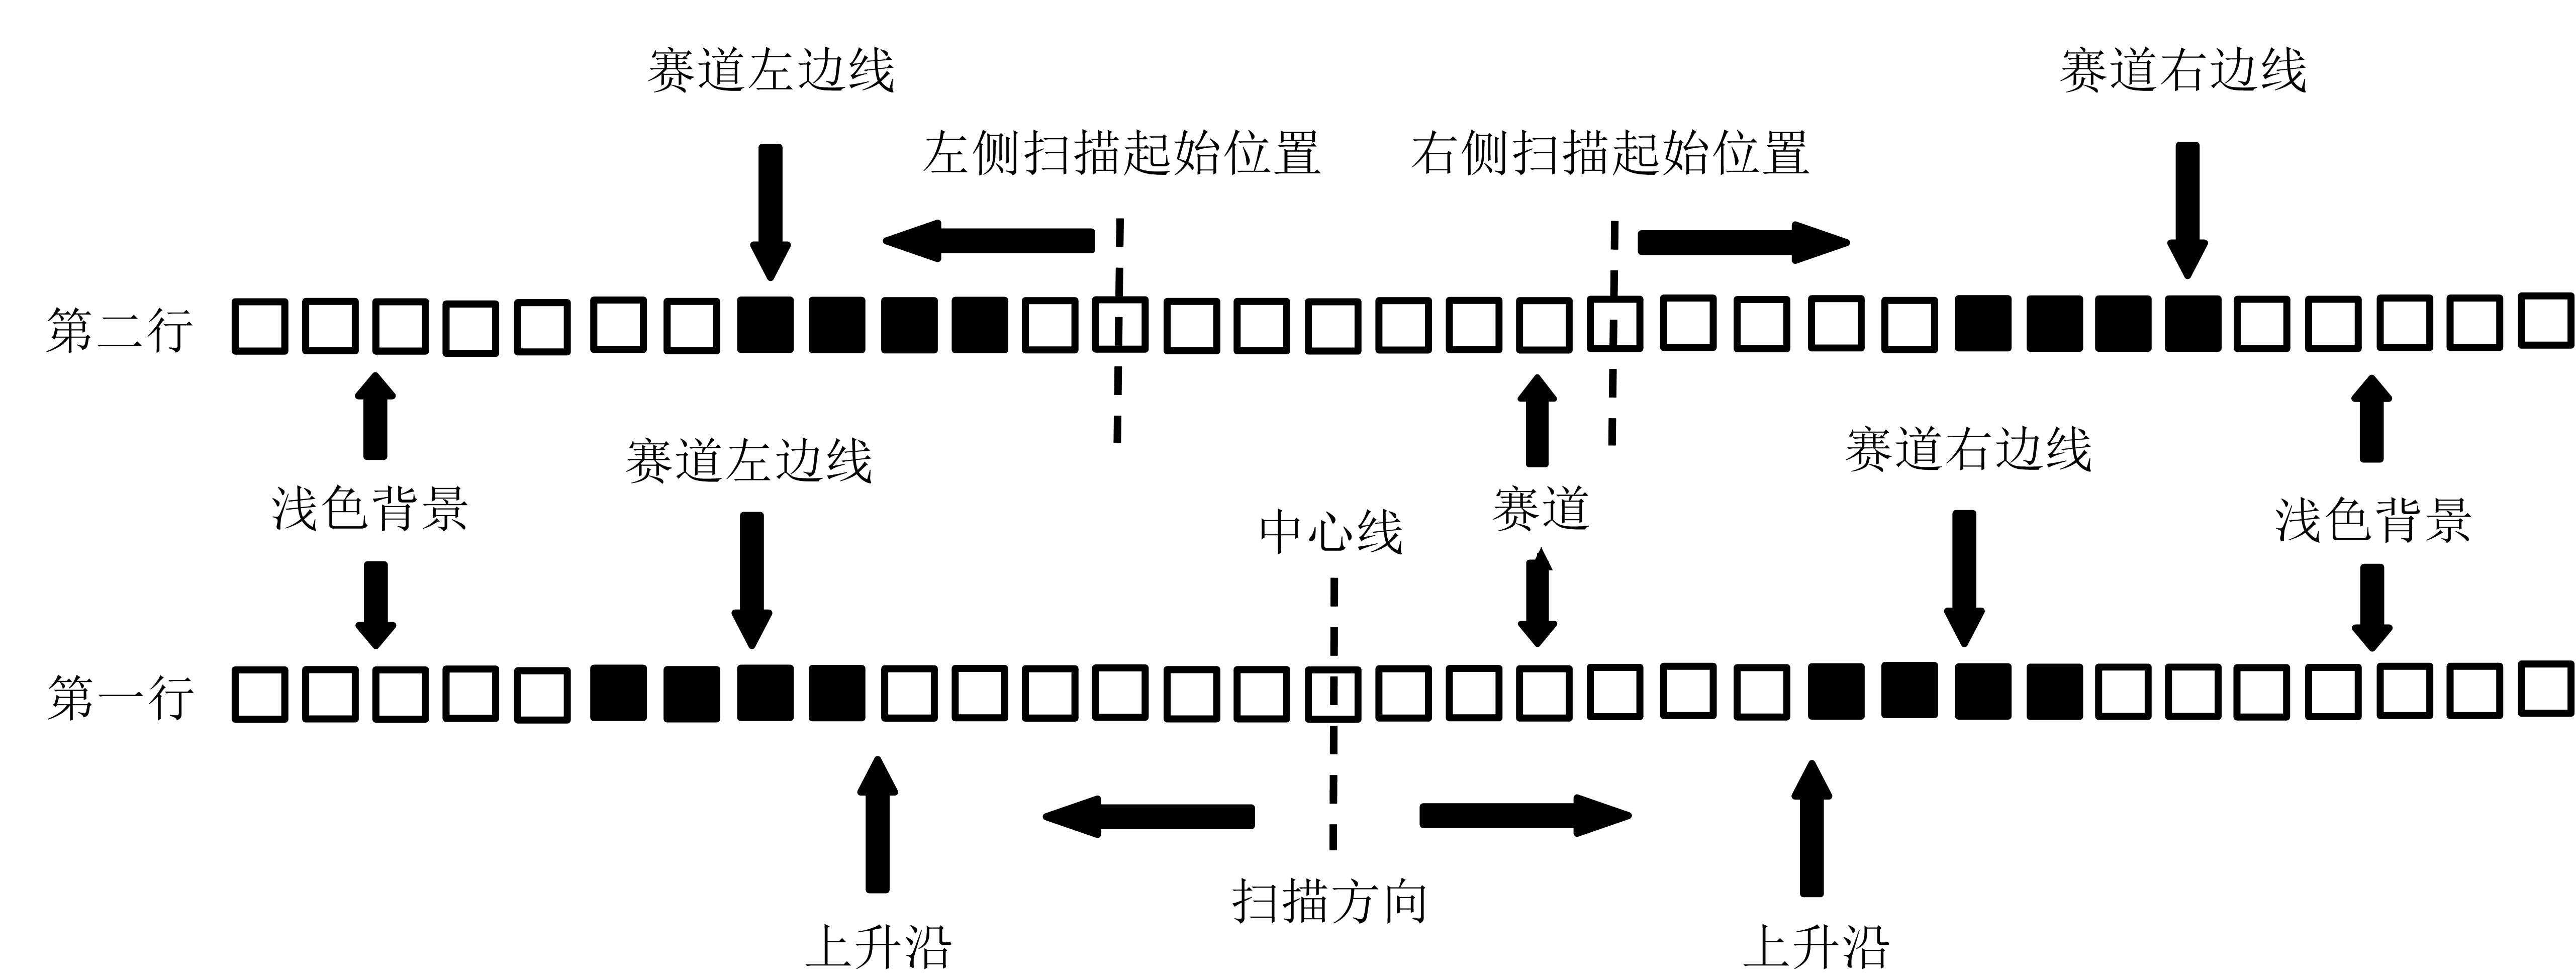 赛道左边线
赛道右边线
左侧扫描起始位置
右侧扫描起始位置
第二行
赛道左边线
赛道右边线
浅色背景
中心线
赛道
浅色背景
第一行
扫描方向
上升沿
上升沿